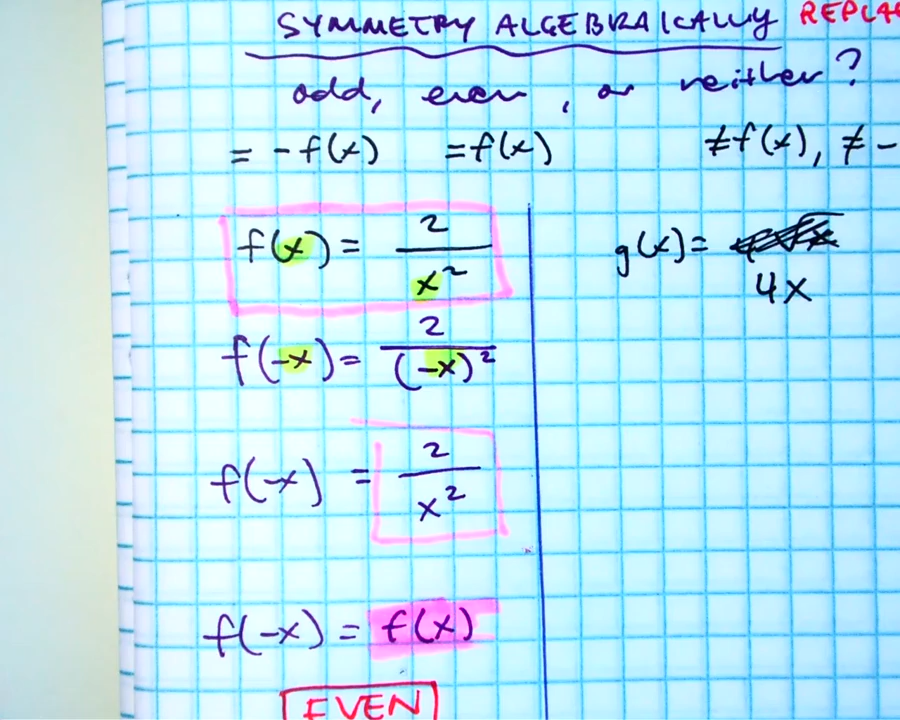 SYMMETRY ALGEBRAICALLY
odd, even, or neither?
= -f(x) =f(x) ≠f(x), ≠ -
f(x) = 2/x²
f(-x) = 2/(-x)²
f(-x) = 2/x²
f(-x) = f(x)
EVEN
g(x) =
4x